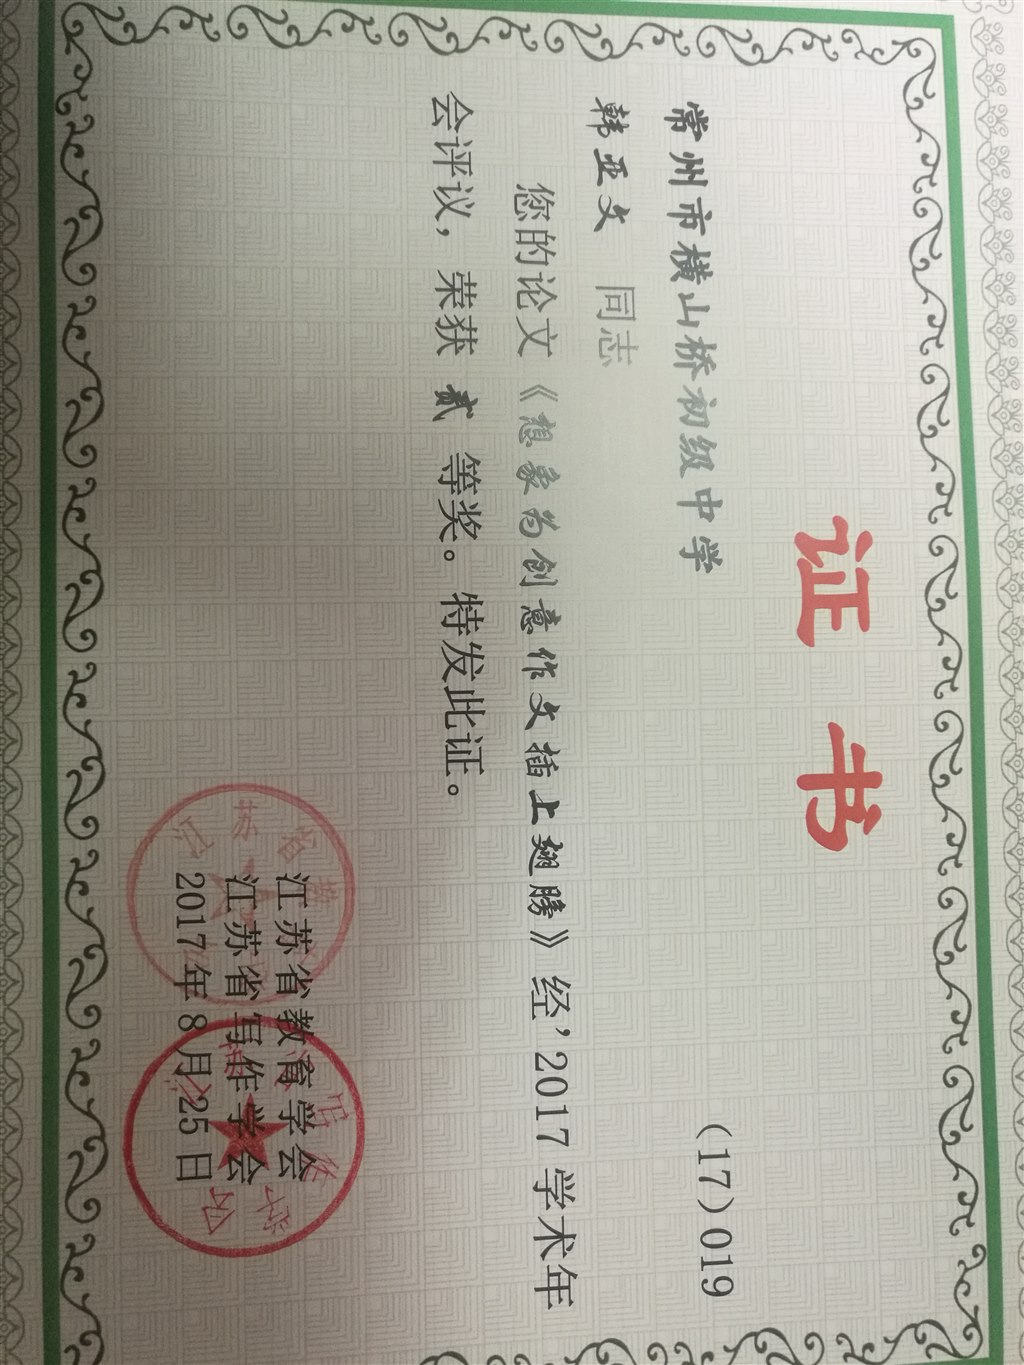 证书
(17)019
常州市横山桥初级中学
韩亚文 同志
您的论文《想象为创意作文插上翅膀》经’2017 学术年
会评议，荣获 贰 等奖。特发此证。
江苏省教育学会
江苏省写作学会
2017年8月25日